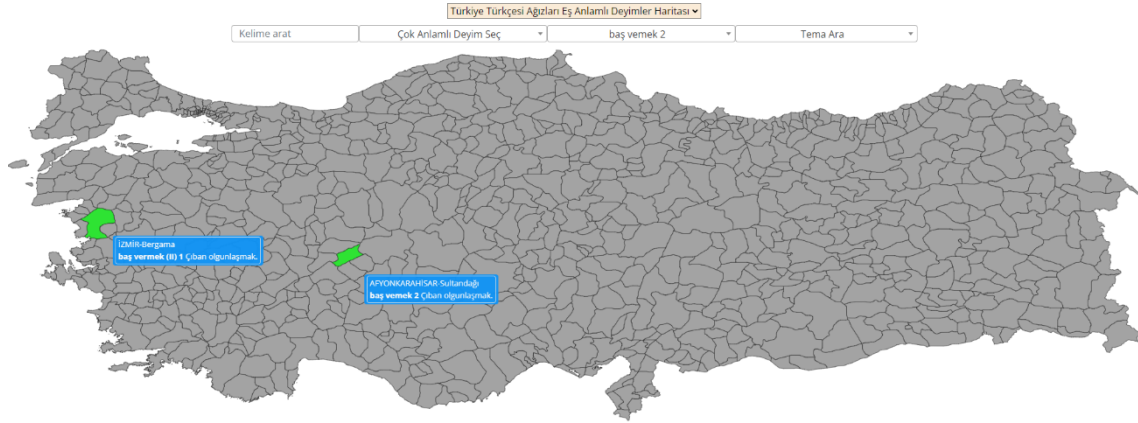 Türkiye Türkçesi Ağızları Eş Anlamlı Deyimler Haritası
Kelime arat
Çok Anlamlı Deyim Seç
baş vemek 2
Tema Ara
İZMİR-Bergama
baş vermek (II) 1 Çıban olgunlaşmak.
AFYONKARAHİSAR-Sultandağı
baş vemek 2 Çıban olgunlaşmak.